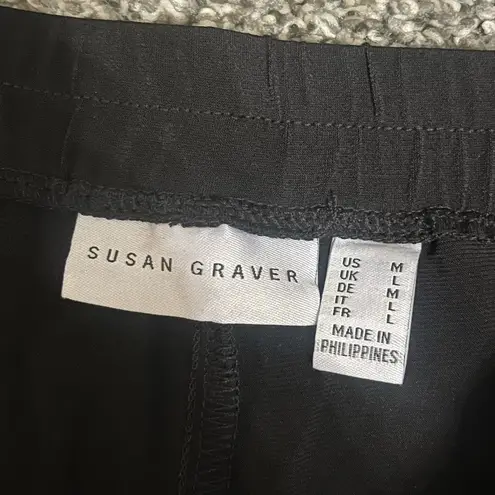 SUSAN GRAVER
US M
UK L
DE M
IT L
FR L
MADE IN
PHILIPPINES